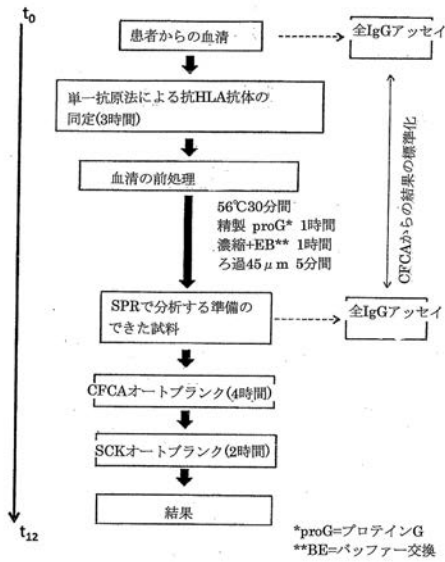 t0
患者からの血清
全IgGアッセイ
単一抗原法による抗HLA抗体の
同定(3時間)
血清の前処理
56℃30分間
精製 proG* 1時間
濃縮+EB** 1時間
ろ過45μm 5分間
CFCAからの結果の標準化
SPRで分析する準備の
できた試料
全IgGアッセイ
CFCAオートブランク(4時間)
SCKオートブランク(2時間)
結果
t12
*proG=プロテインG
**BE=バッファー交換